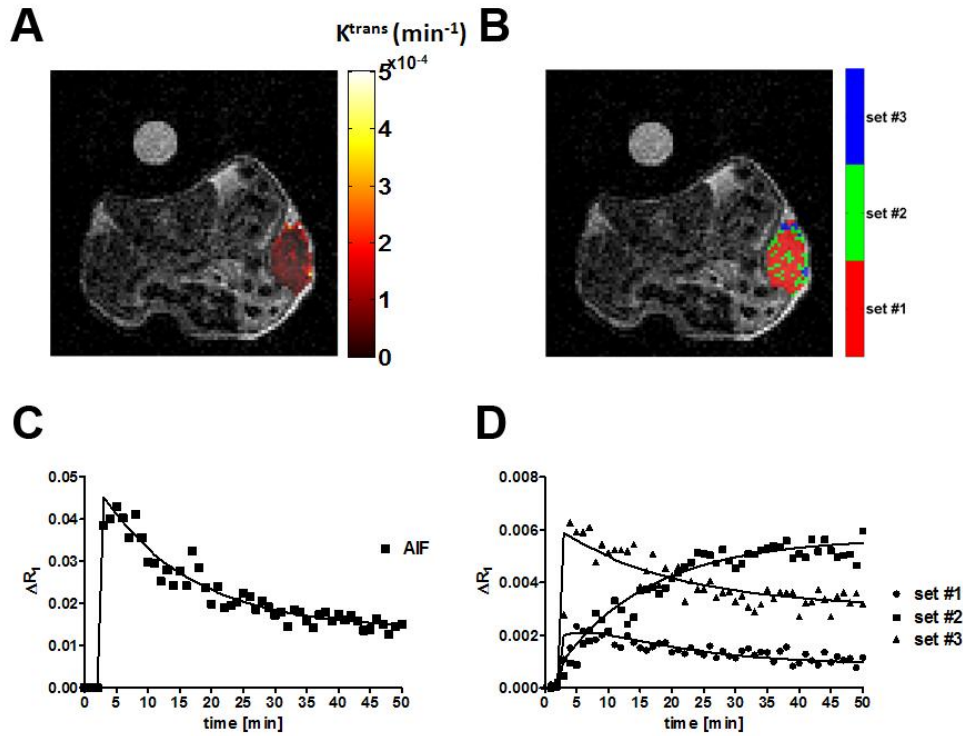 A
K^trans (min^-1)
x10^-4
5
4
3
2
1
0
B
set #3
set #2
set #1
C
0.05
0.04
0.03
0.02
0.01
0.00
ΔR₁
0 5 10 15 20 25 30 35 40 45 50
time [min]
AIF
D
0.008
0.006
0.004
0.002
0.000
ΔR₁
0 5 10 15 20 25 30 35 40 45 50
time [min]
set #1
set #2
set #3